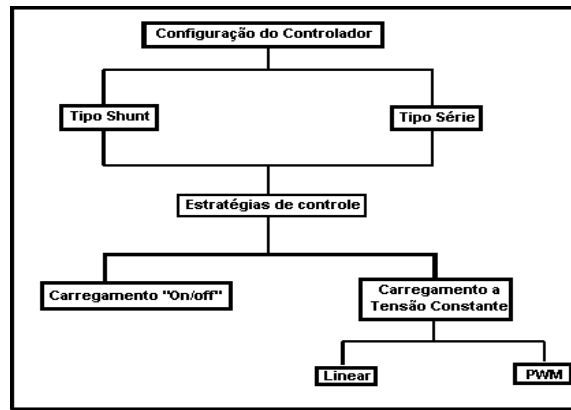 Configuração do Controlador
Tipo Shunt
Tipo Série
Estratégias de controle
Carregamento "On/off"
Carregamento a
Tensão Constante
Linear
PWM